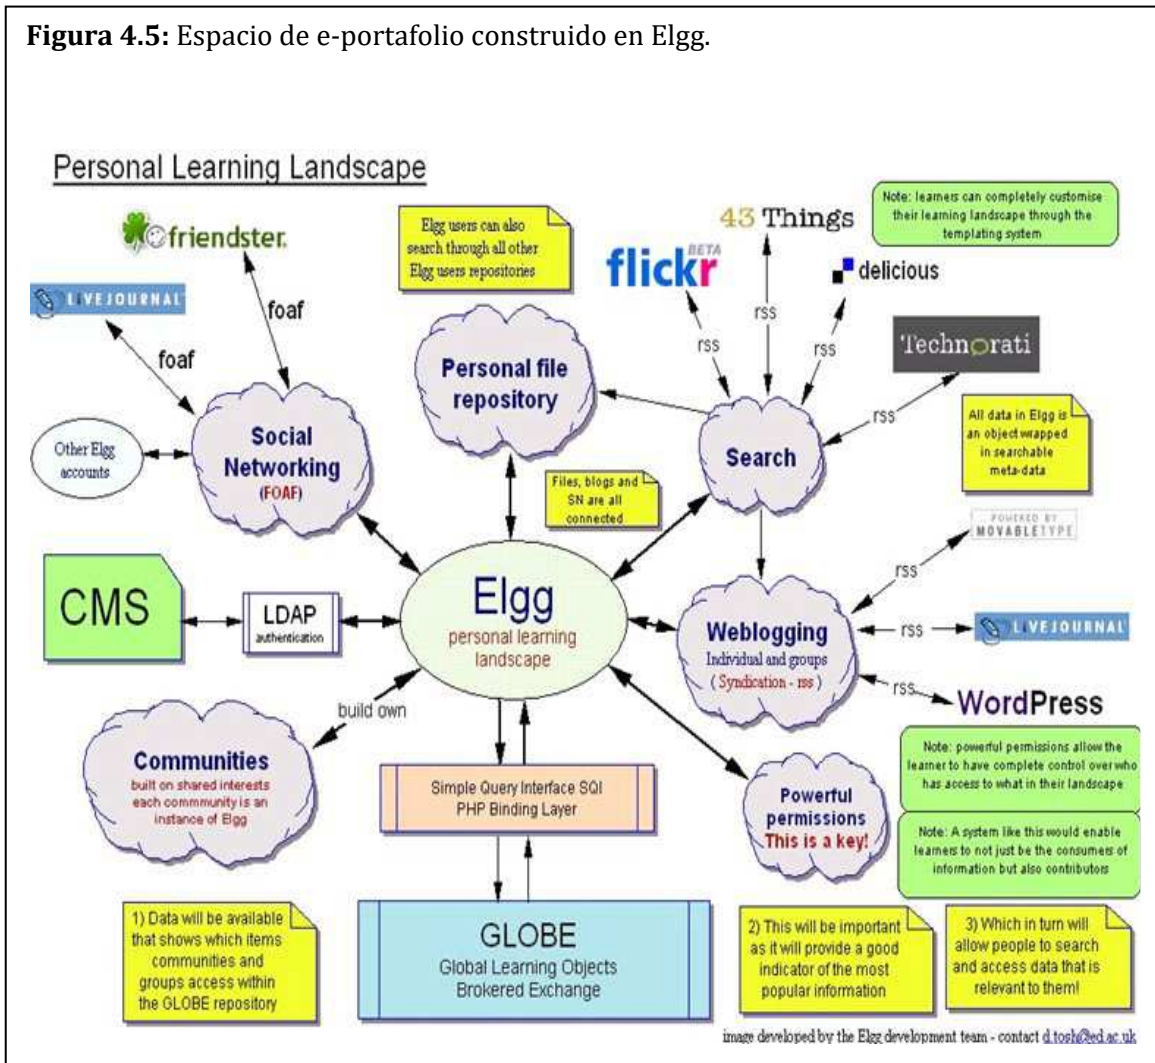 Figura 4.5: Espacio de e-portafolio construido en Elgg.
Personal Learning Landscape
friendster.
LIVEJOURNAL
foaf
foaf
Other Elgg
accounts
Social
Networking
(FOAF)
Elgg users can also
search through all other
Elgg users repositories
Personal file
repository
Files, blogs and
SN are all
connected
flickr
BETA
43 Things
Note: learners can completely customise
their learning landscape through the
templating system
delicious
Technorati
rss
rss
rss
rss
Search
All data in Elgg is
an object wrapped
in searchable
meta-data
POWERED BY
MOVABLETYPE
rss
LIVEJOURNAL
rss
WordPress
rss
Weblogging
Individual and groups
( Syndication - rss )
CMS
LDAP
authentication
Elgg
personal learning
landscape
build own
Communities
built on shared interests
each commmunity is an
instance of Elgg
Simple Query Interface SQI
PHP Binding Layer
Powerful
permissions
This is a key!
Note: powerful permissions allow the
learner to have complete control over who
has access to what in their landscape
Note: A system like this would enable
learners to not just be the consumers of
information but also contributors
1) Data will be available
that shows which items
communities and
groups access within
the GLOBE repository
GLOBE
Global Learning Objects
Brokered Exchange
2) This will be important
as it will provide a good
indicator of the most
popular information
3) Which in turn will
allow people to search
and access data that is
relevant to them!
image developed by the Elgg development team - contact d.tosh@ed.ac.uk